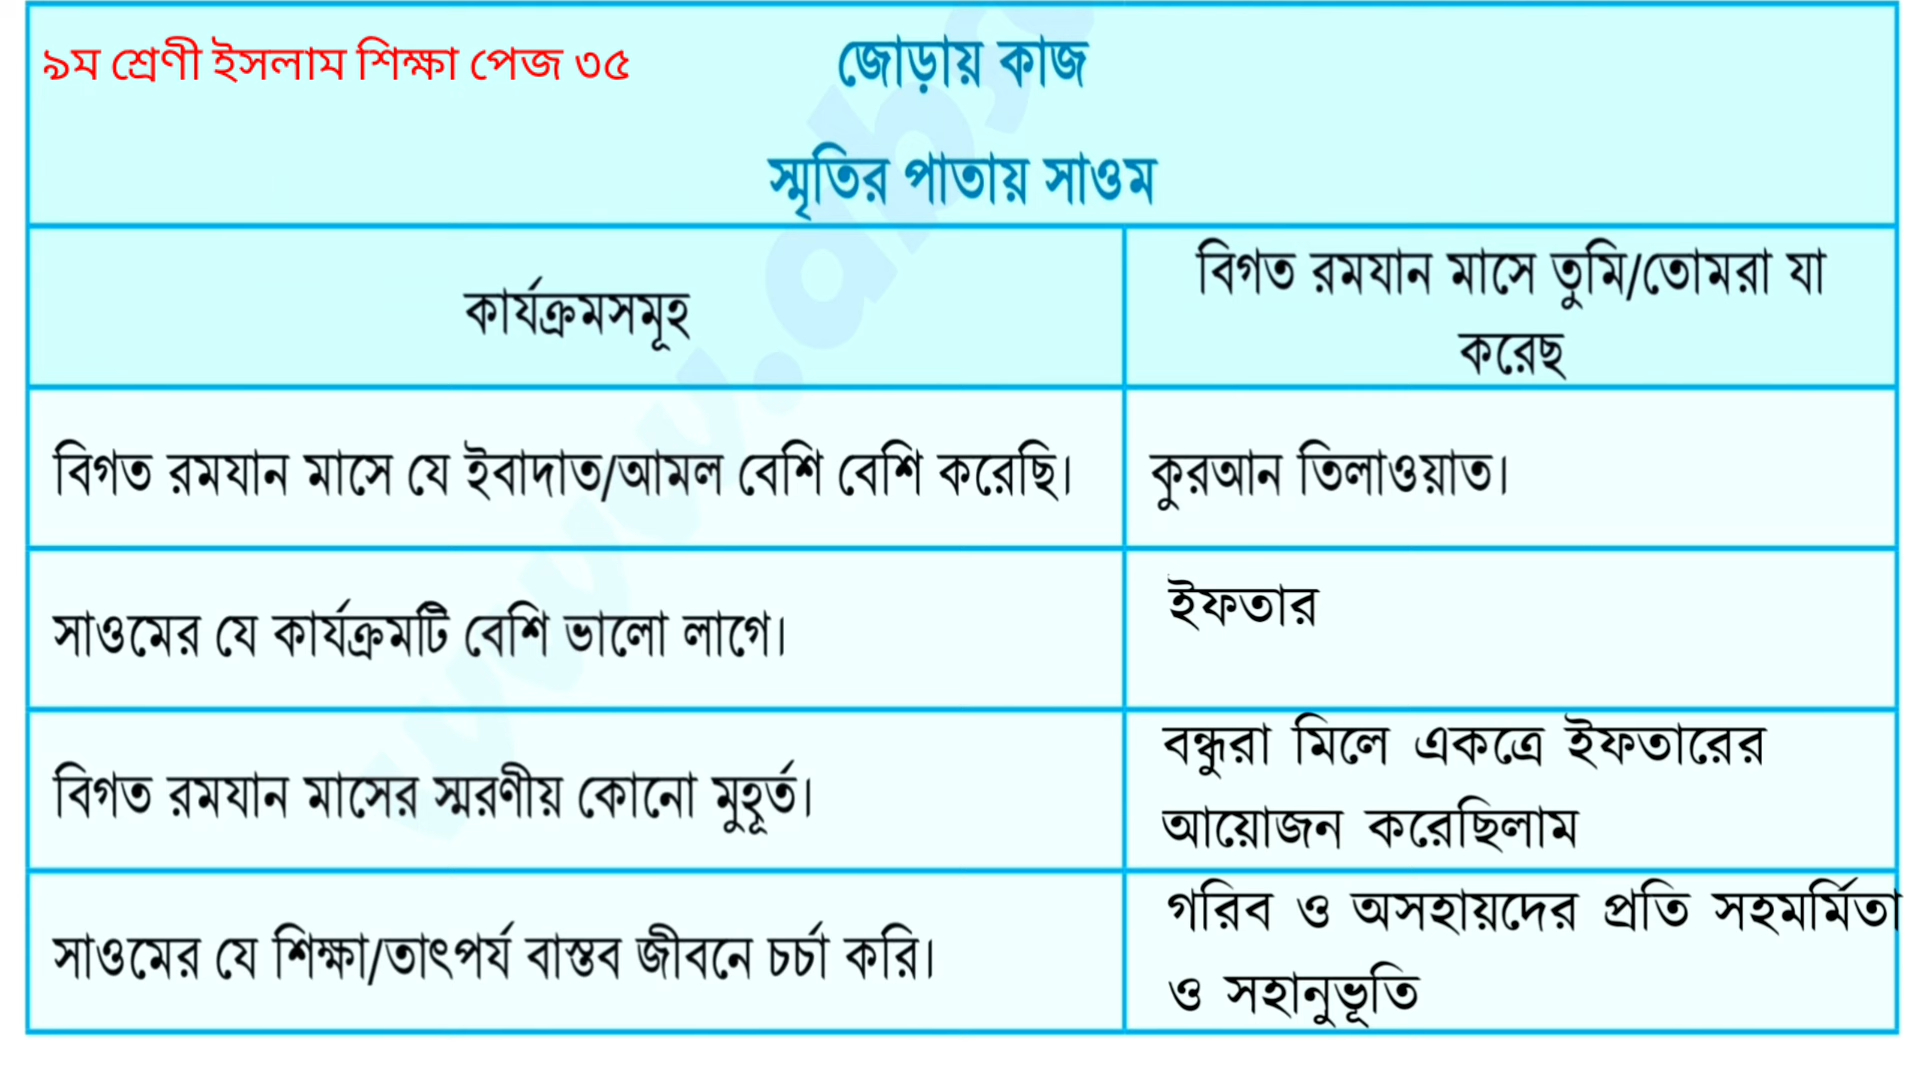 ৯ম শ্রেণী ইসলাম শিক্ষা পেজ ৩৫
জোড়ায় কাজ
স্মৃতির পাতায় সাওম
কার্যক্রমসমূহ
বিগত রমযান মাসে তুমি/তোমরা যা
করেছ
বিগত রমযান মাসে যে ইবাদাত/আমল বেশি বেশি করেছি।
কুরআন তিলাওয়াত।
সাওমের যে কার্যক্রমটি বেশি ভালো লাগে।
ইফতার
বিগত রমযান মাসের স্মরণীয় কোনো মুহূর্ত।
বন্ধুরা মিলে একত্রে ইফতারের
আয়োজন করেছিলাম
সাওমের যে শিক্ষা/তাৎপর্য বাস্তব জীবনে চর্চা করি।
গরিব ও অসহায়দের প্রতি সহমর্মিতা
ও সহানুভূতি